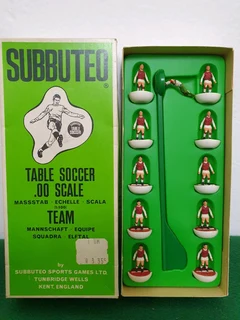 SUBBUTEO
TABLE SOCCER
.00 SCALE
MASSSTAB · ECHELLE · SCALA
TEAM
MANNSCHAFT · EQUIPE
SQUADRA · ELETAL
by
SUBBUTEO SPORTS GAMES LTD.
TUNBRIDGE WELLS
KENT ENGLAND